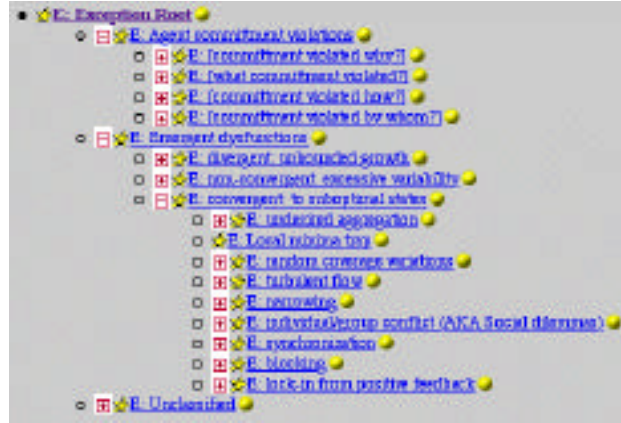 E: Exception Root
E: Agent commitment violations
E: [commitment violated why?]
E: [what commitment violated?]
E: [commitment violated how?]
E: [commitment violated by whom?]
E: Emergent dysfunctions
E: divergent: unbounded growth
E: non-convergent: excessive variability
E: convergent: to suboptimal states
E: undesired aggregation
E: Local minima trap
E: random coverage variations
E: turbulent flow
E: narrowing
E: individual/group conflict (AKA Social dilemmas)
E: synchronization
E: blocking
E: lock-in from positive feedback
E: Unclassified